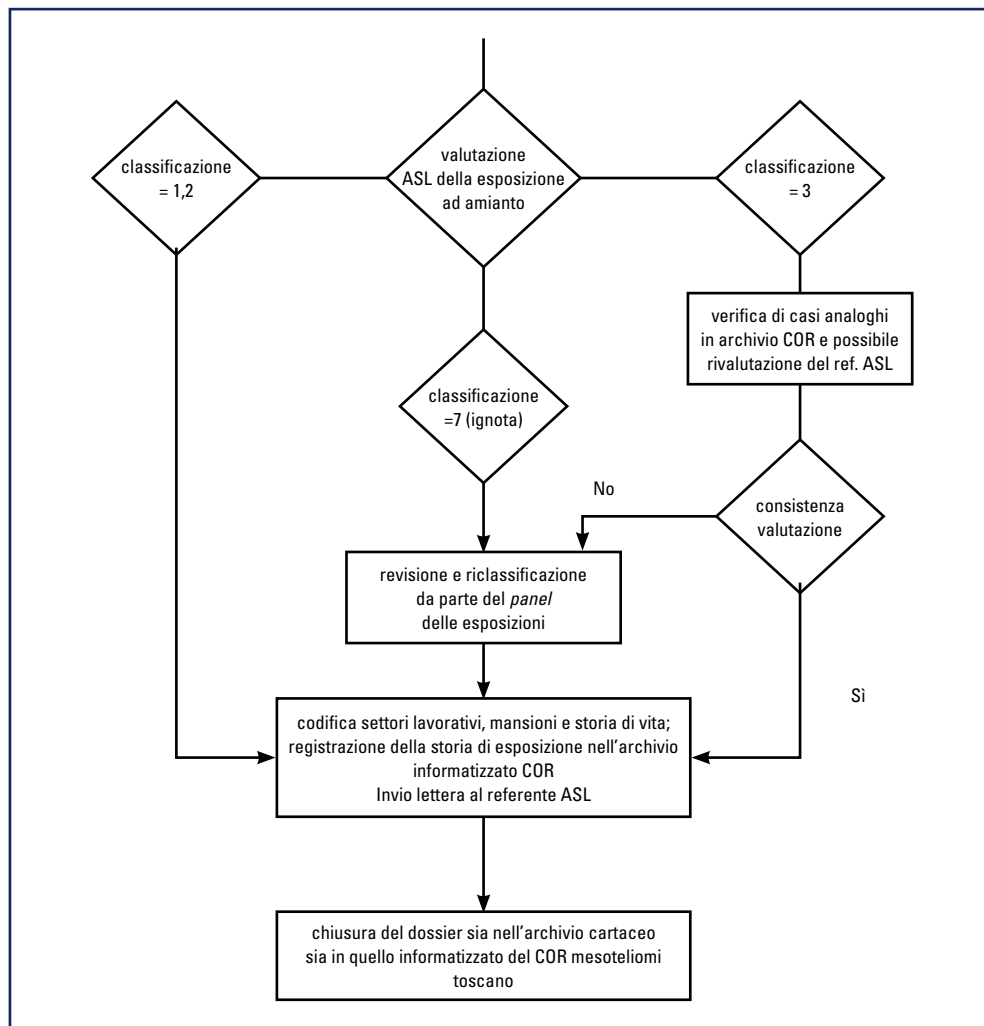 valutazione
ASL della esposizione
ad amianto
classificazione
= 1,2
classificazione
= 3
verifica di casi analoghi
in archivio COR e possibile
rivalutazione del ref. ASL
classificazione
=7 (ignota)
consistenza
valutazione
No
revisione e riclassificazione
da parte del panel
delle esposizioni
Sì
codifica settori lavorativi, mansioni e storia di vita;
registrazione della storia di esposizione nell'archivio
informatizzato COR
Invio lettera al referente ASL
chiusura del dossier sia nell'archivio cartaceo
sia in quello informatizzato del COR mesoteliomi
toscano